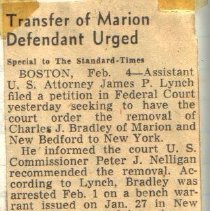 Transfer of Marion
Defendant Urged
Special to The Standard-Times
BOSTON, Feb. 4—Assistant
U. S. Attorney James P. Lynch
filed a petition in Federal Court
yesterday seeking to have the
court order the removal of
Charles J. Bradley of Marion and
New Bedford to New York.
He informed the court U. S.
Commissioner Peter J. Nelligan
recommended the removal. Ac-
cording to Lynch, Bradley was
arrested Feb. 1 on a bench war-
rant issued on Jan. 27 in New